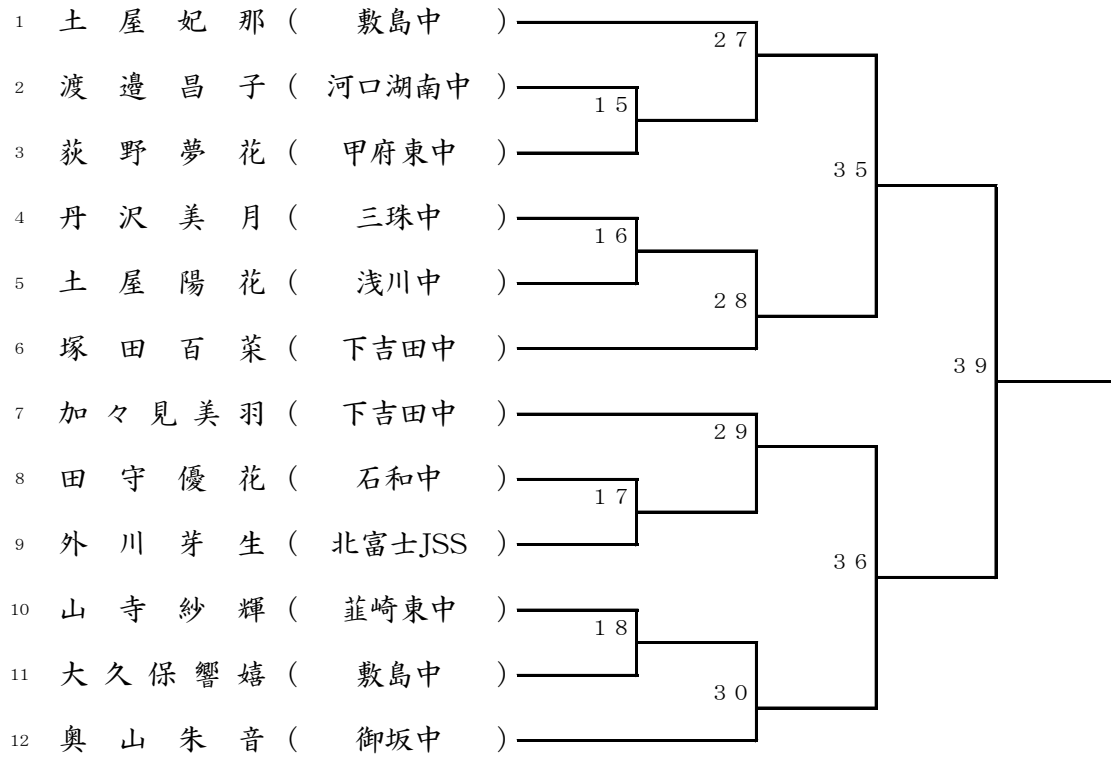 1 土屋妃那（ 敷島中 ）
27
2 渡邉昌子（ 河口湖南中 ）
15
3 荻野夢花（ 甲府東中 ）
35
4 丹沢美月（ 三珠中 ）
16
5 土屋陽花（ 浅川中 ）
28
6 塚田百菜（ 下吉田中 ）
39
7 加々見美羽（ 下吉田中 ）
29
8 田守優花（ 石和中 ）
17
9 外川芽生（ 北富士JSS ）
36
10 山寺紗輝（ 韮崎東中 ）
18
11 大久保響嬉（ 敷島中 ）
30
12 奥山朱音（ 御坂中 ）